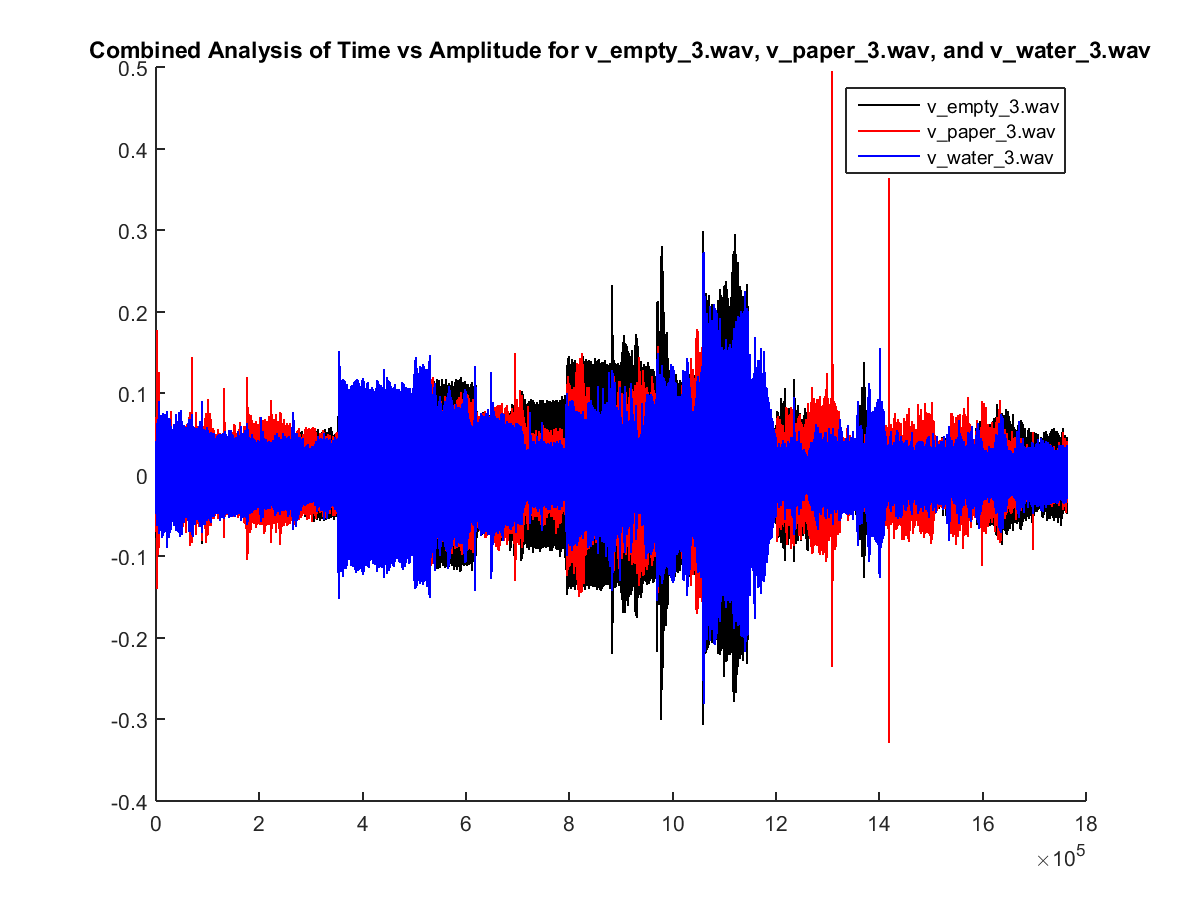 Combined Analysis of Time vs Amplitude for v_empty_3.wav, v_paper_3.wav, and v_water_3.wav
v_empty_3.wav
v_paper_3.wav
v_water_3.wav
0.5
0.4
0.3
0.2
0.1
0
-0.1
-0.2
-0.3
-0.4
0 2 4 6 8 10 12 14 16 18
×10^5